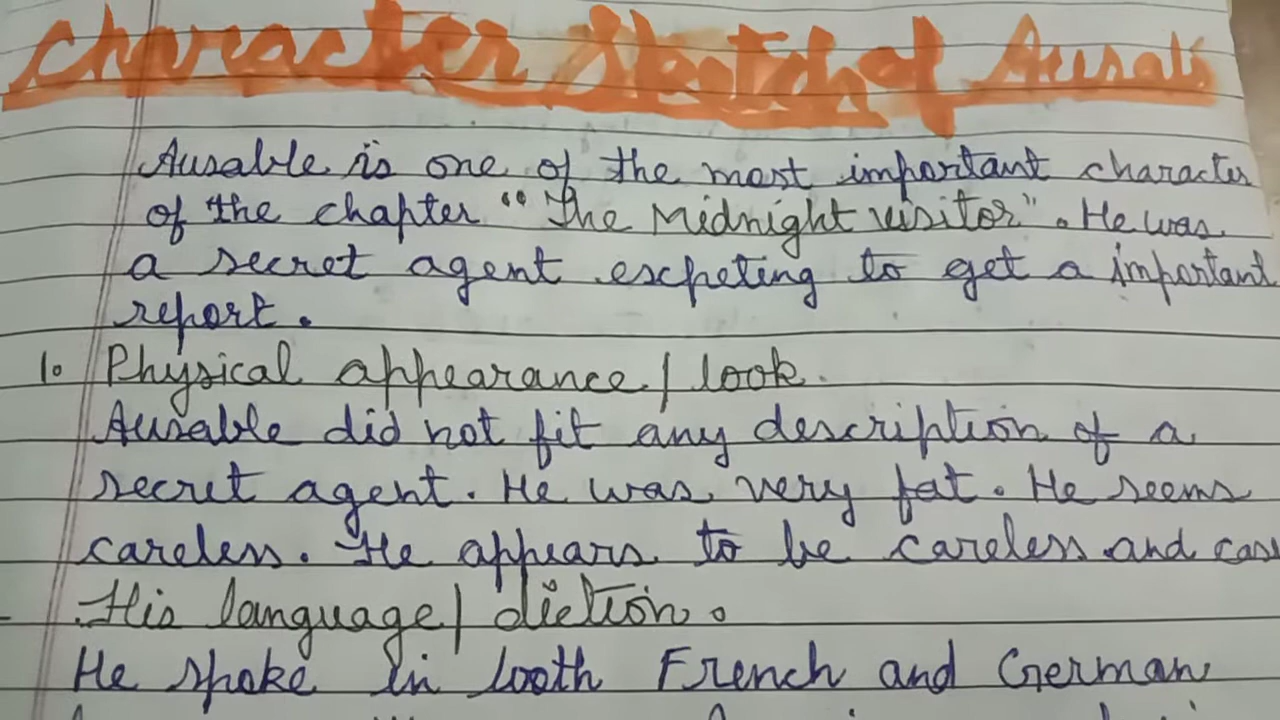 Character Sketch of Ausable
Ausable is one of the most important character
of the chapter "The Midnight visitor". He was
a secret agent escpeting to get a important
report.
1. Physical appearance/look.
Ausable did not fit any description of a
secret agent. He was very fat. He seems
careless. He appears to be careless and
His language/diction.
He spoke in both French and German